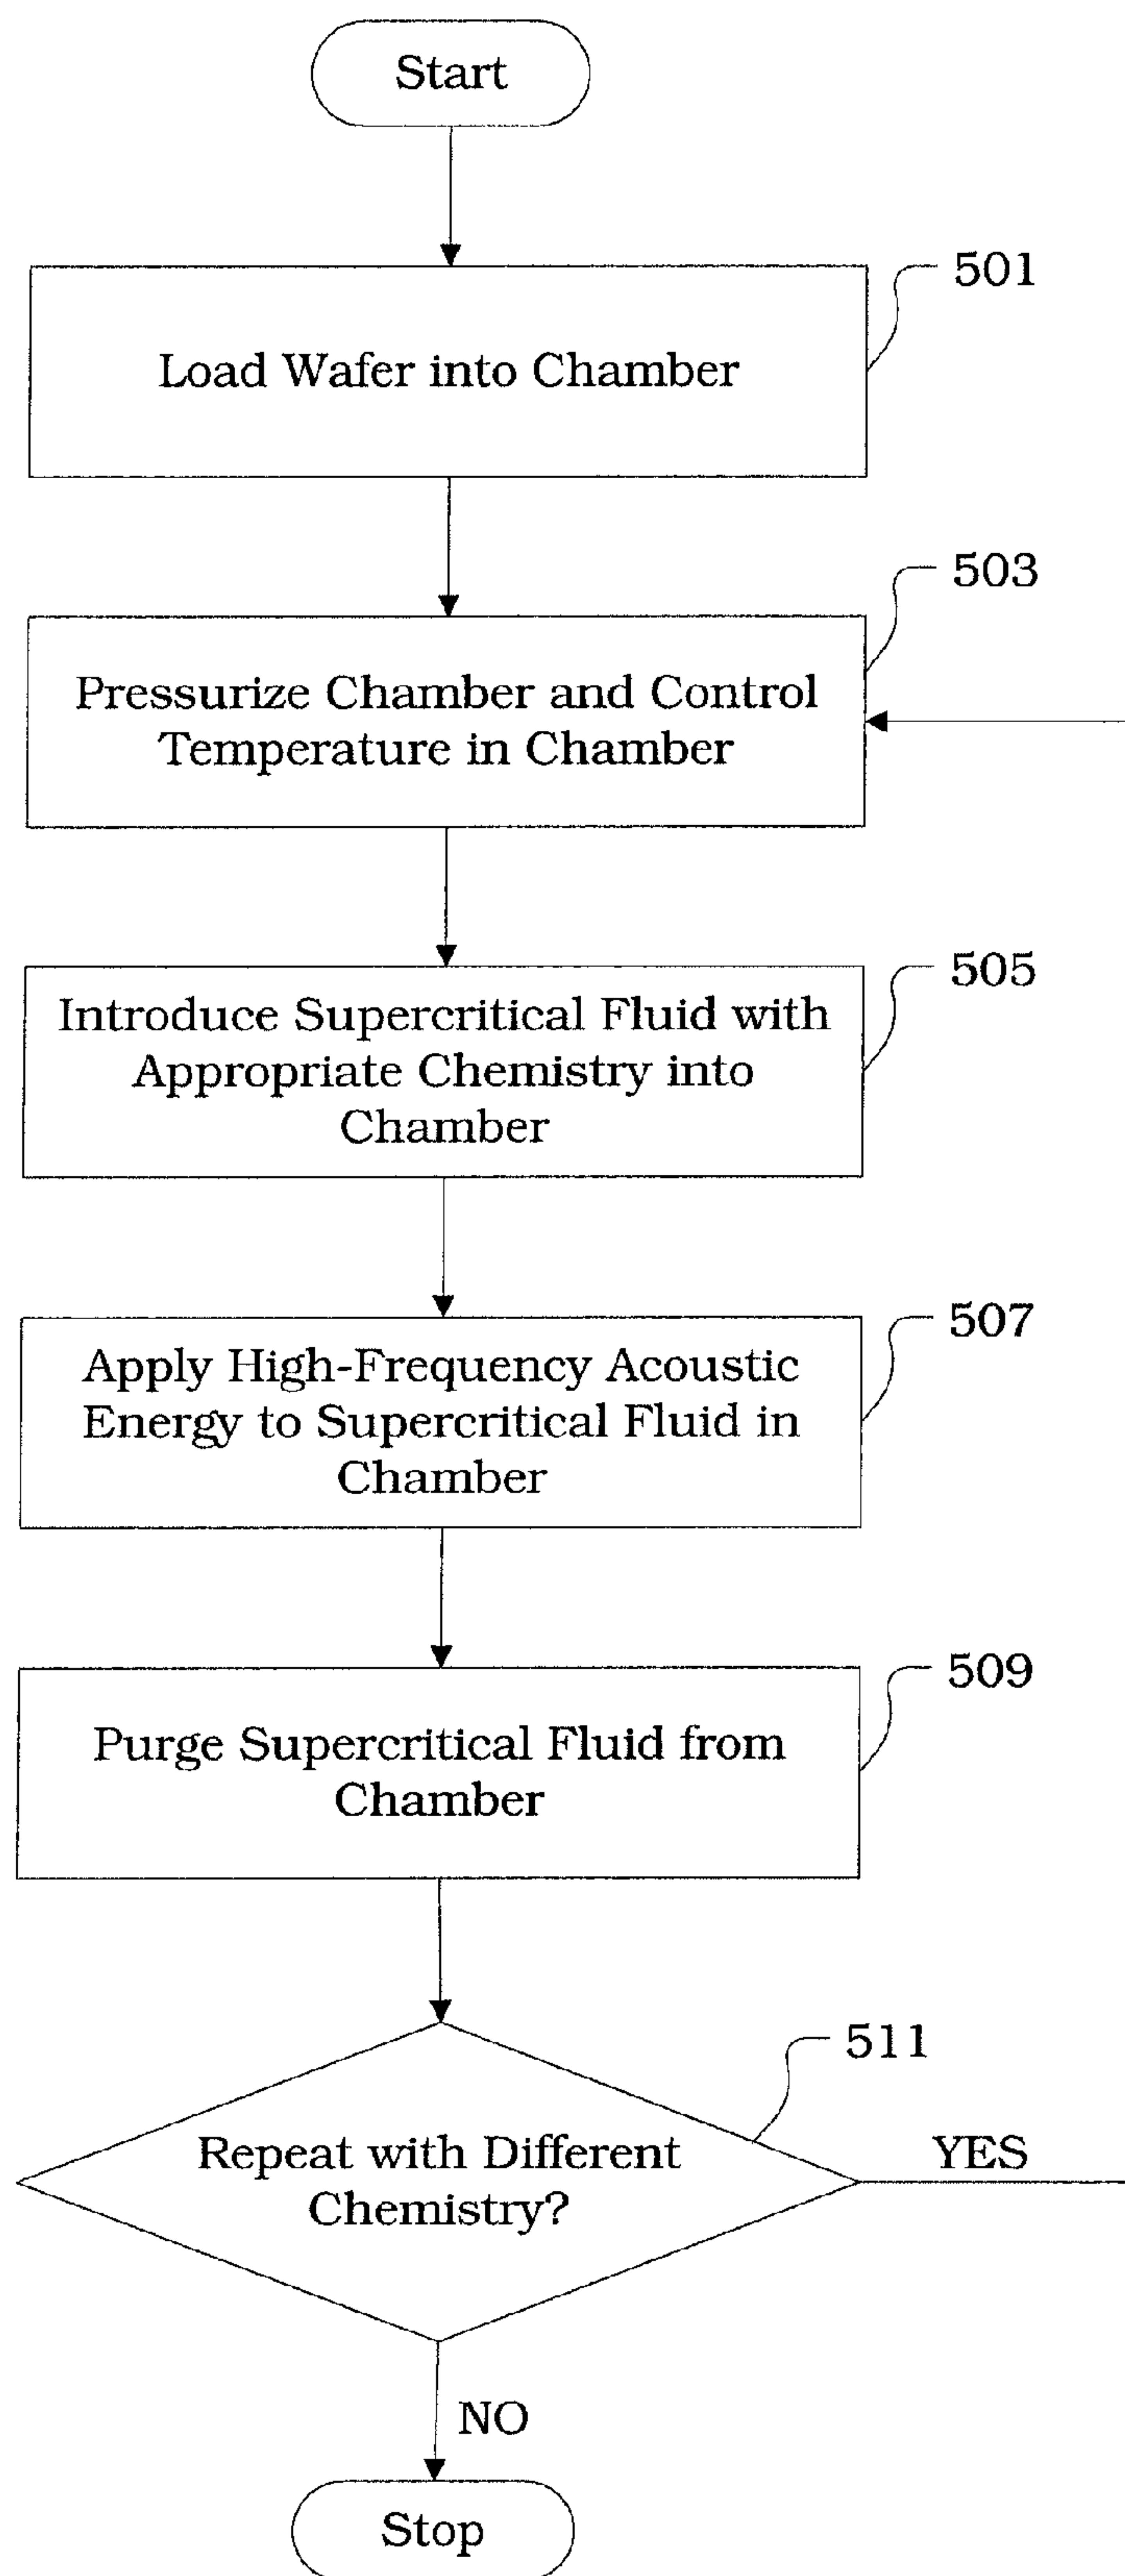 Start
501
Load Wafer into Chamber
503
Pressurize Chamber and Control
Temperature in Chamber
505
Introduce Supercritical Fluid with
Appropriate Chemistry into
Chamber
507
Apply High-Frequency Acoustic
Energy to Supercritical Fluid in
Chamber
509
Purge Supercritical Fluid from
Chamber
511
Repeat with Different
Chemistry?
YES
NO
Stop